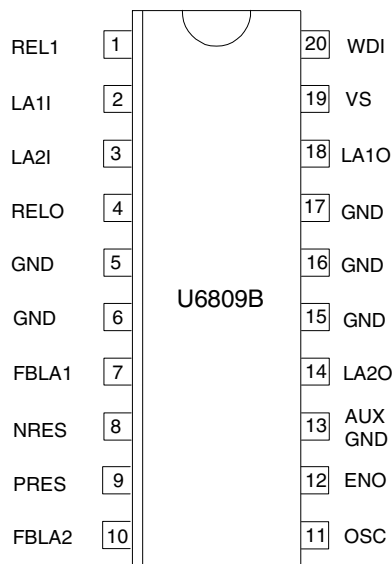 REL1 1 20 WDI
LA1I 2 19 VS
LA2I 3 18 LA1O
RELO 4 17 GND
GND 5 16 GND
U6809B
GND 6 15 GND
FBLA1 7 14 LA2O
NRES 8 13 AUX
GND
PRES 9 12 ENO
FBLA2 10 11 OSC